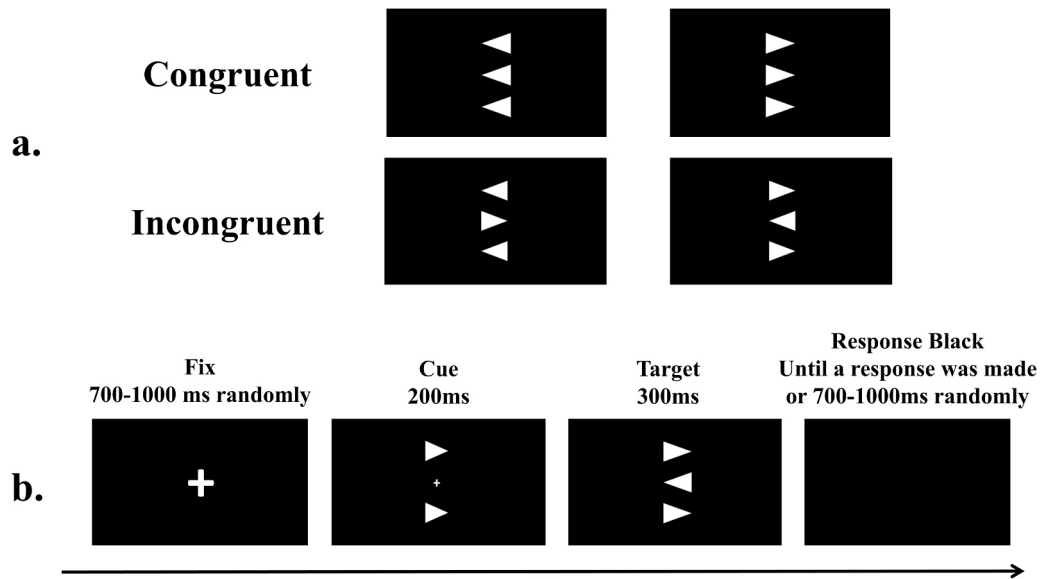 a.
Congruent
Incongruent
b.
Fix
700-1000 ms randomly
Cue
200ms
Target
300ms
Response Black
Until a response was made
or 700-1000ms randomly